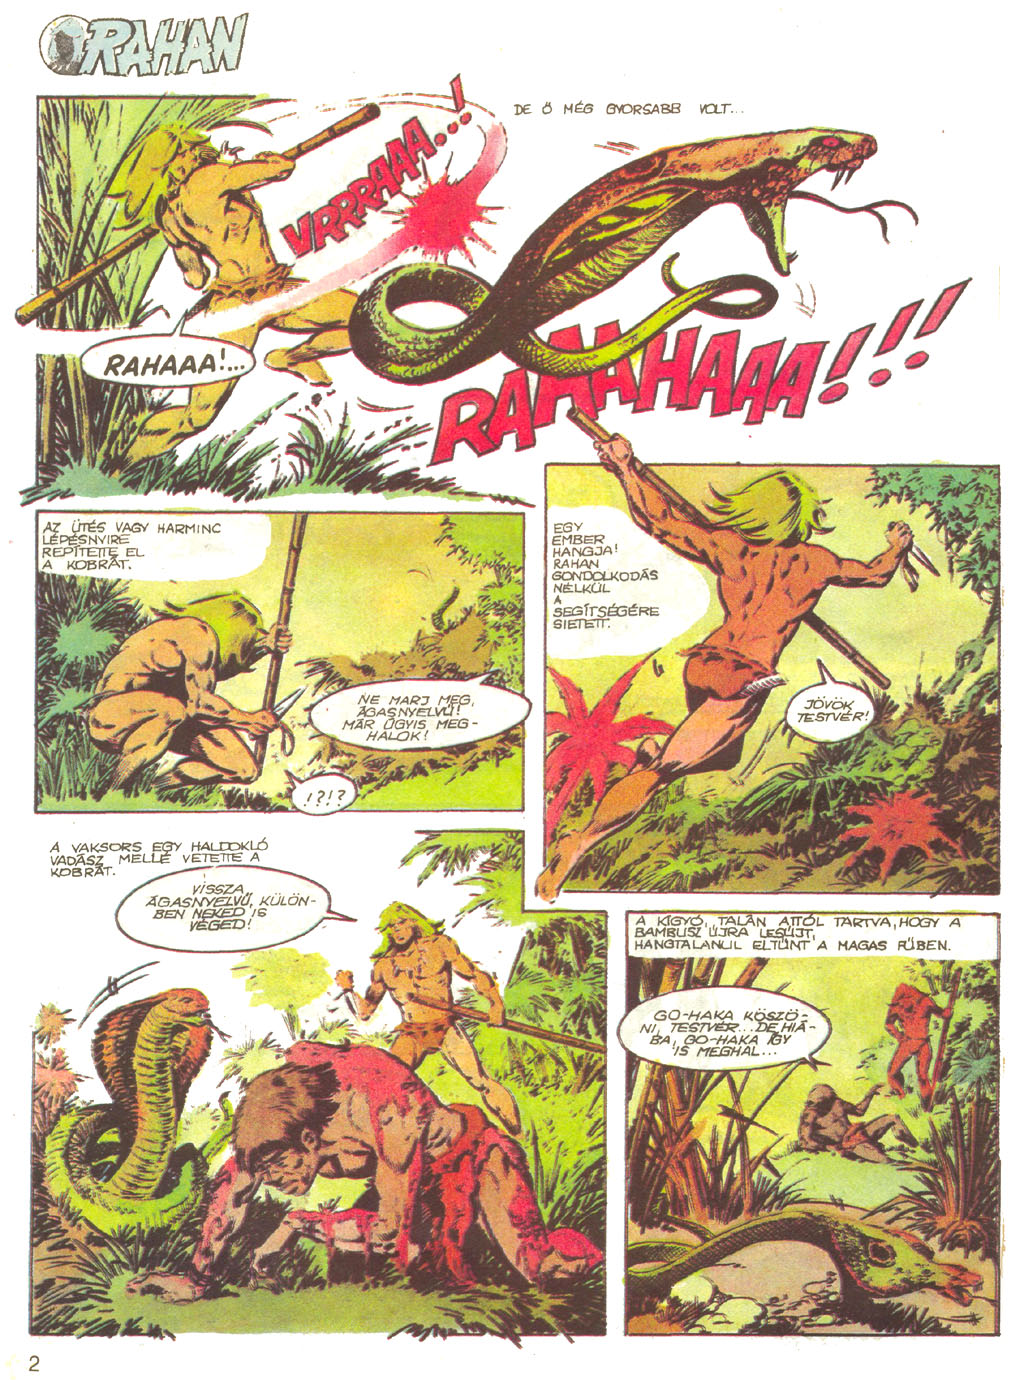 RAHAN
DE Ő MÉG GYORSABB VOLT...
VRRRAAA...!
RAHAAA!...
RAAAAHAAA!!!
AZ ÜTÉS VAGY HARMINC
LÉPÉSNYIRE
REPÍTETTE EL
A KOBRÁT.
NE MARJ MEG,
ÁGASNYELVŰ!
MÁR ÚGYIS MEG-
HALOK!
!?!?
EGY
EMBER
HANGJA!
RAHAN
GONDOLKODÁS
NÉLKÜL
A
SEGÍTSÉGÉRE
SIETETT.
JÖVÖK
TESTVÉR!
A VAKSORS EGY HALDOKLÓ
VADÁSZ MELLÉ VETETTE A
KOBRÁT.
VISSZA,
ÁGASNYELVŰ, KÜLÖN-
BEN NEKED IS
VÉGED!
A KÍGYÓ, TALÁN ATTÓL TARTVA, HOGY A
BAMBUSZ ÚJRA LESÚJT,
HANGTALANUL ELTŰNT A MAGAS FŰBEN.
GO-HAKA KÖSZÖ-
NI, TESTVÉR... DE HIÁ-
BA, GO-HAKA ÍGY
IS MEGHAL...
2